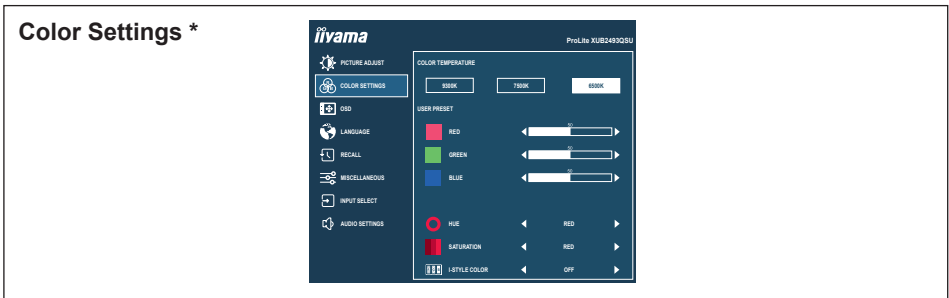 Color Settings *
iiyama
ProLite XUB2493QSU
PICTURE ADJUST
COLOR SETTINGS
OSD
LANGUAGE
RECALL
MISCELLANEOUS
INPUT SELECT
AUDIO SETTINGS
COLOR TEMPERATURE
9300K 7500K 6500K
USER PRESET
RED 50
GREEN 50
BLUE 50
HUE RED
SATURATION RED
I-STYLE COLOR OFF